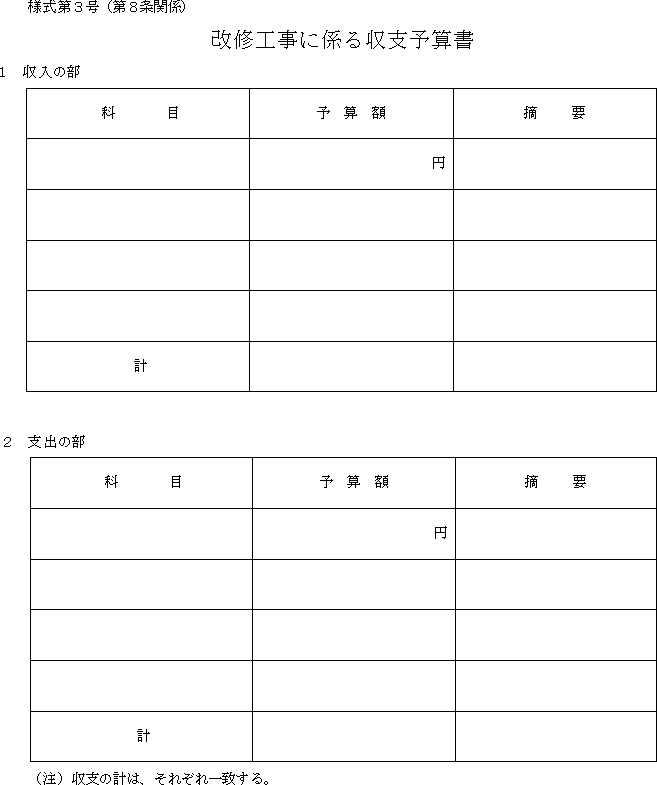 様式第３号（第８条関係）
改修工事に係る収支予算書
１　収入の部
科　　　目　予　算　額　摘　　要
円
計
２　支出の部
科　　　目　予　算　額　摘　　要
円
計
（注）収支の計は、それぞれ一致する。